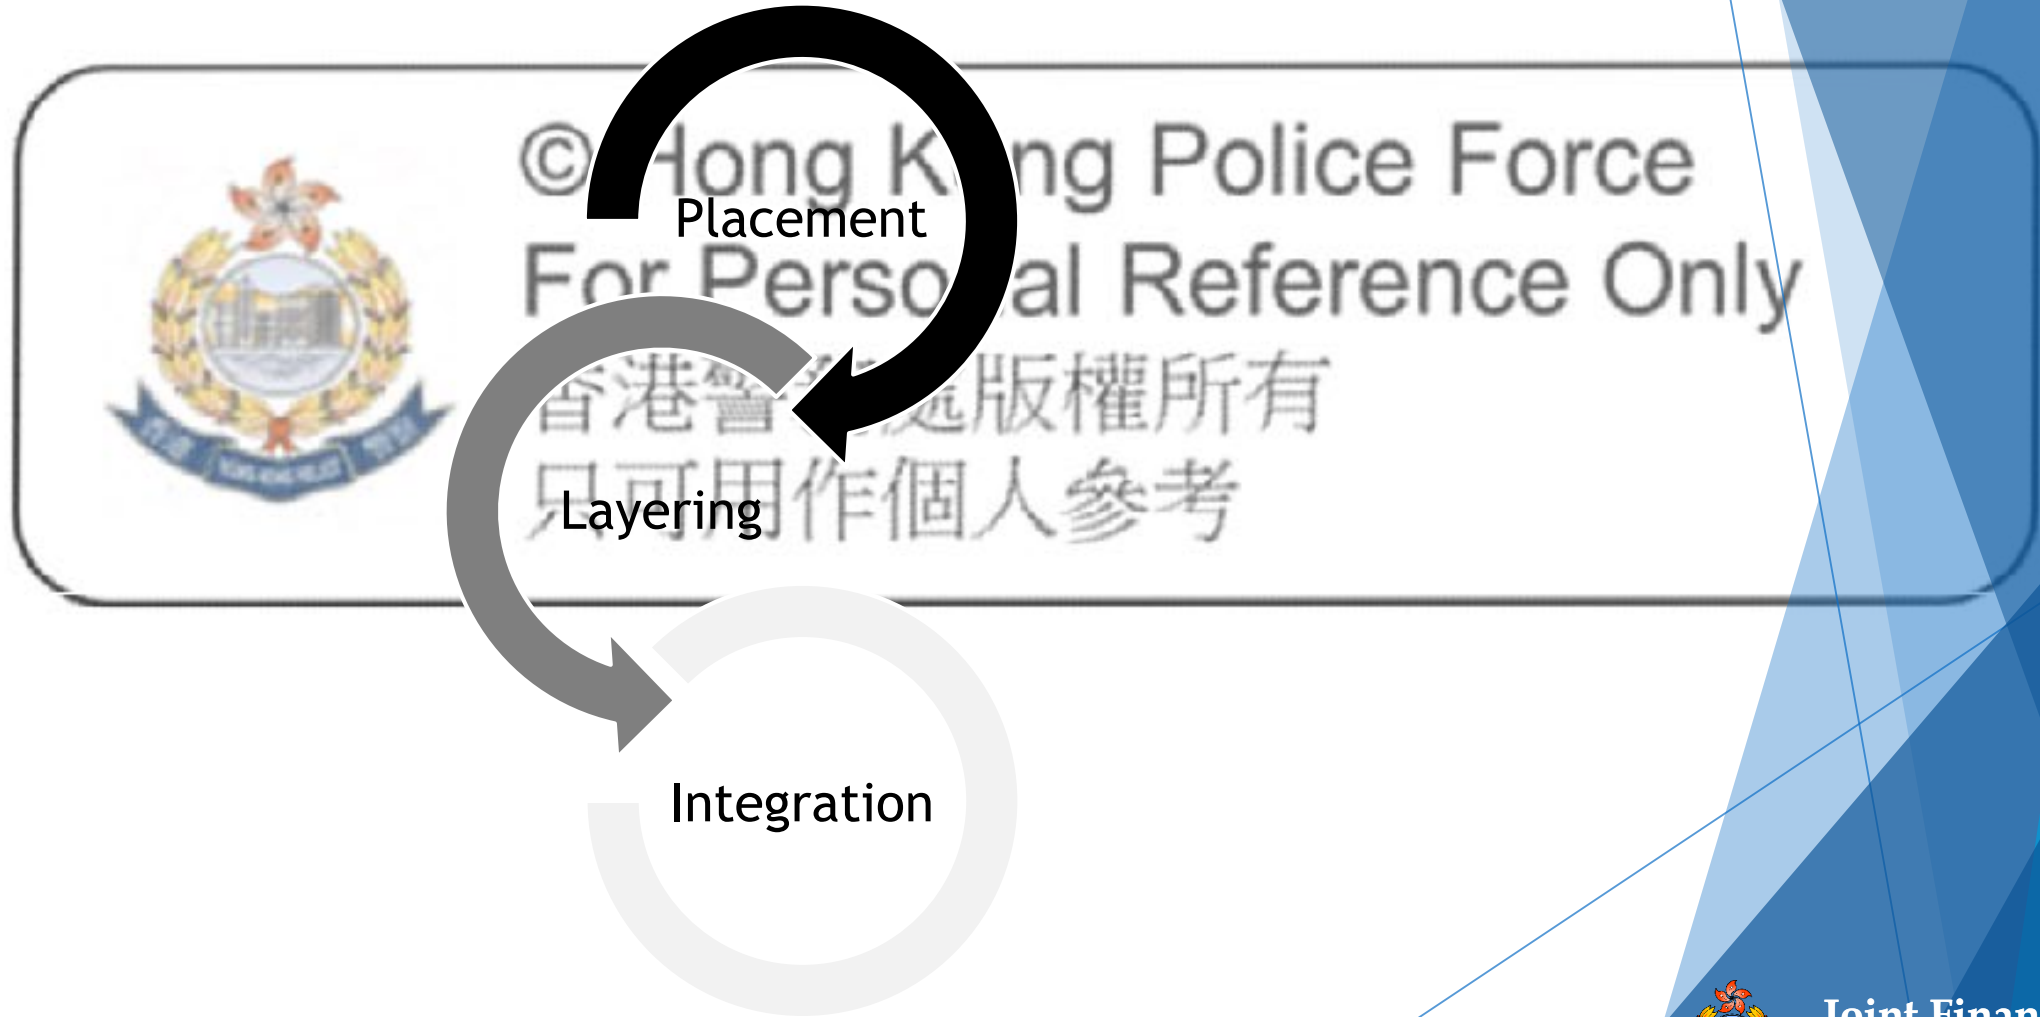 © Hong Kong Police Force
Placement
For Personal Reference Only
香港警務處版權所有
只可用作個人參考
Layering
Integration
Joint Finan